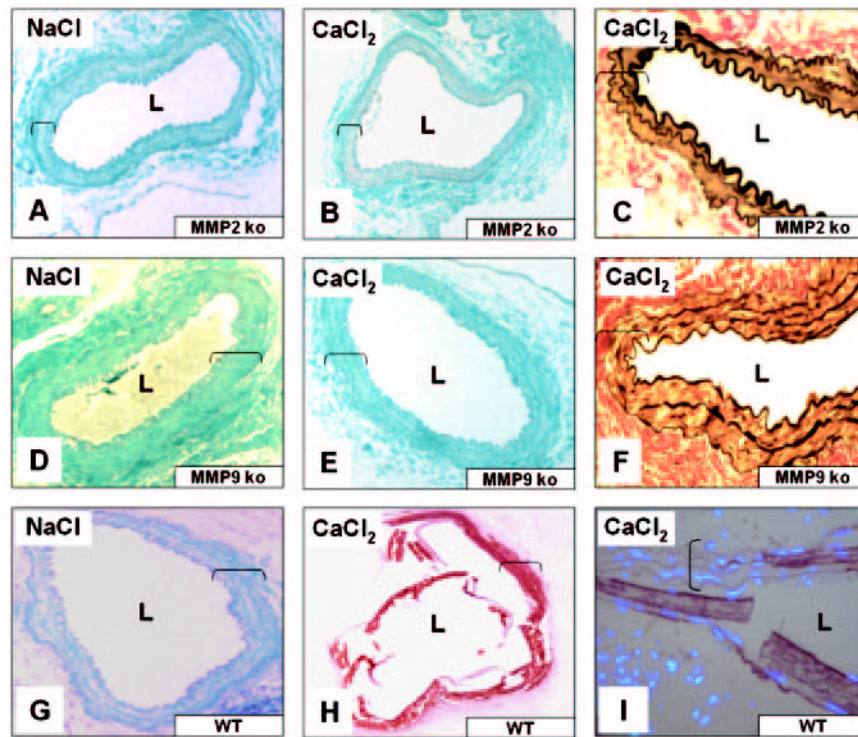 NaCl
L
A
MMP2 ko
CaCl₂
L
B
MMP2 ko
CaCl₂
L
C
MMP2 ko
NaCl
L
D
MMP9 ko
CaCl₂
L
E
MMP9 ko
CaCl₂
L
F
MMP9 ko
NaCl
L
G
WT
CaCl₂
L
H
WT
CaCl₂
L
I
WT